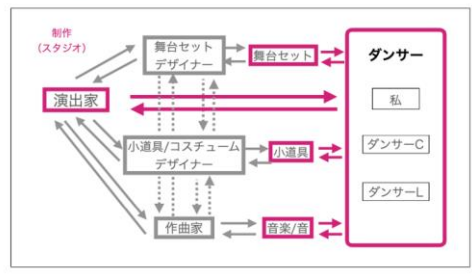 制作
(スタジオ)
舞台セット
デザイナー
舞台セット
ダンサー
演出家
私
小道具/コスチューム
デザイナー
小道具
ダンサーC
ダンサーL
作曲家
音楽/音